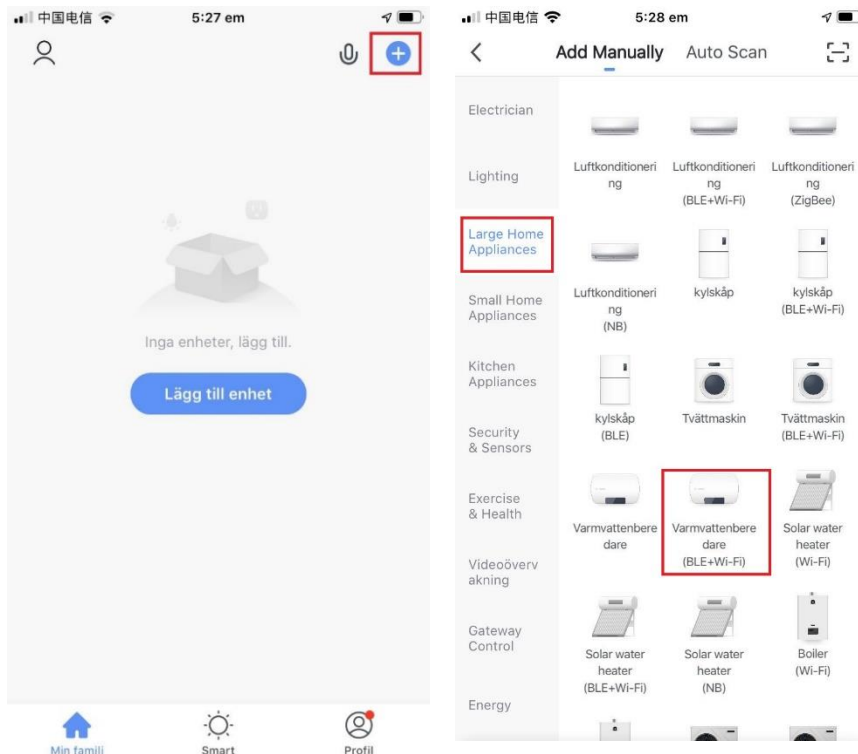 中国电信
5:27 em
Inga enheter, lägg till.
Lägg till enhet
Min familj
Smart
Profil
中国电信
5:28 em
Add Manually
Auto Scan
Electrician
Lighting
Large Home
Appliances
Small Home
Appliances
Kitchen
Appliances
Security
& Sensors
Exercise
& Health
Videoöverv
akning
Gateway
Control
Energy
Luftkonditioneri
ng
Luftkonditioneri
ng
(BLE+Wi-Fi)
Luftkonditioneri
ng
(ZigBee)
Luftkonditioneri
ng
(NB)
kylskåp
kylskåp
(BLE+Wi-Fi)
kylskåp
(BLE)
Tvättmaskin
Tvättmaskin
(BLE+Wi-Fi)
Varmvattenbere
dare
Varmvattenbere
dare
(BLE+Wi-Fi)
Solar water
heater
(Wi-Fi)
Solar water
heater
(BLE+Wi-Fi)
Solar water
heater
(NB)
Boiler
(Wi-Fi)